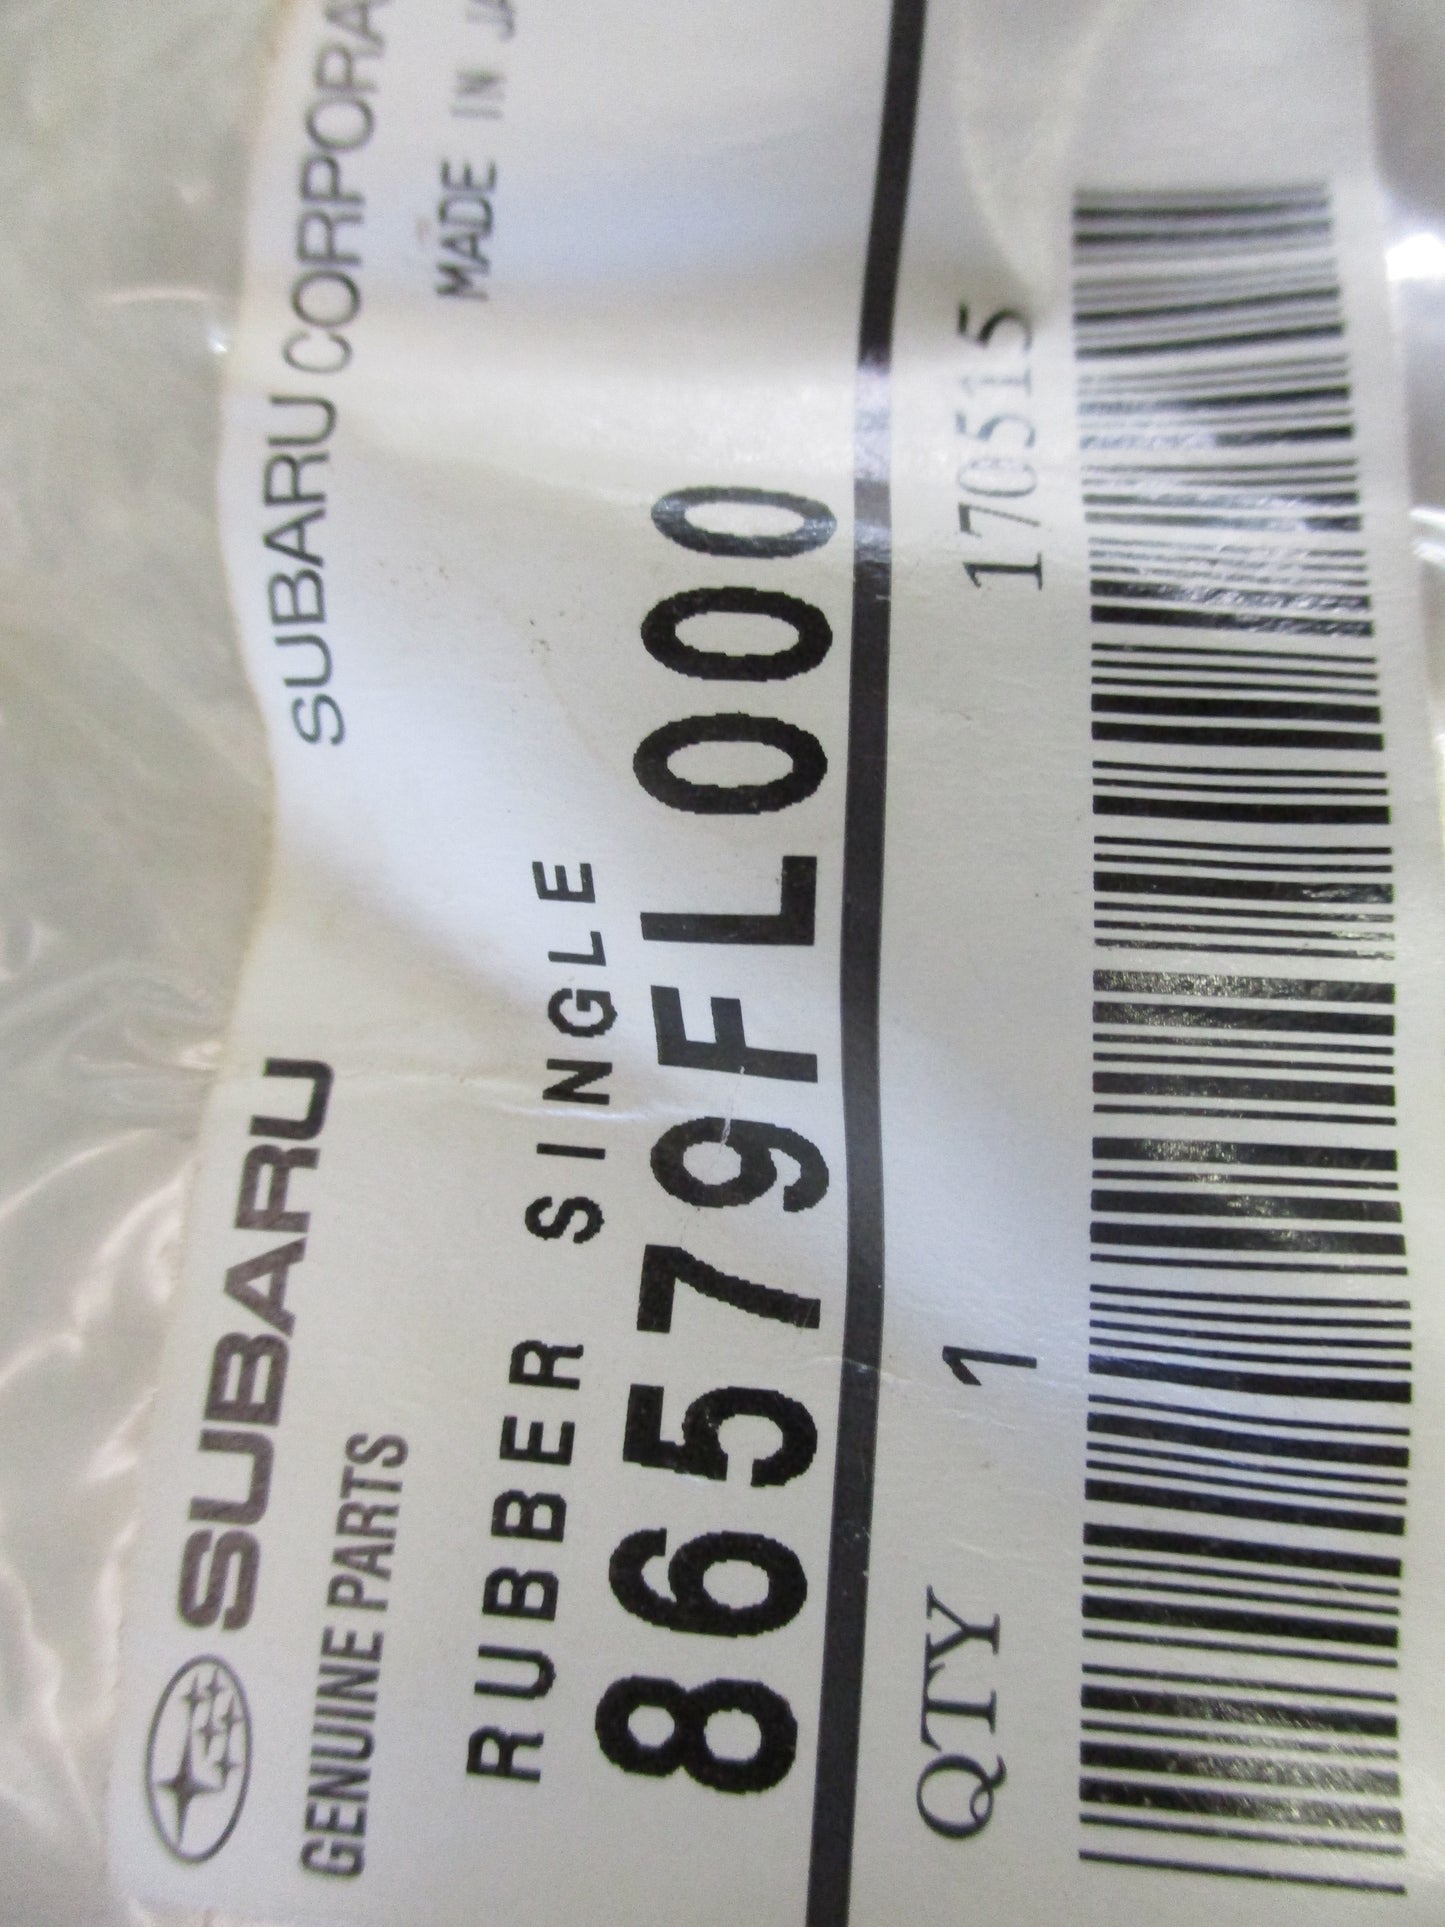 SUBARU
SUBARU CORPORA
GENUINE PARTS
MADE IN JA
RUBBER SINGLE
86579FL000
QTY 1 170515